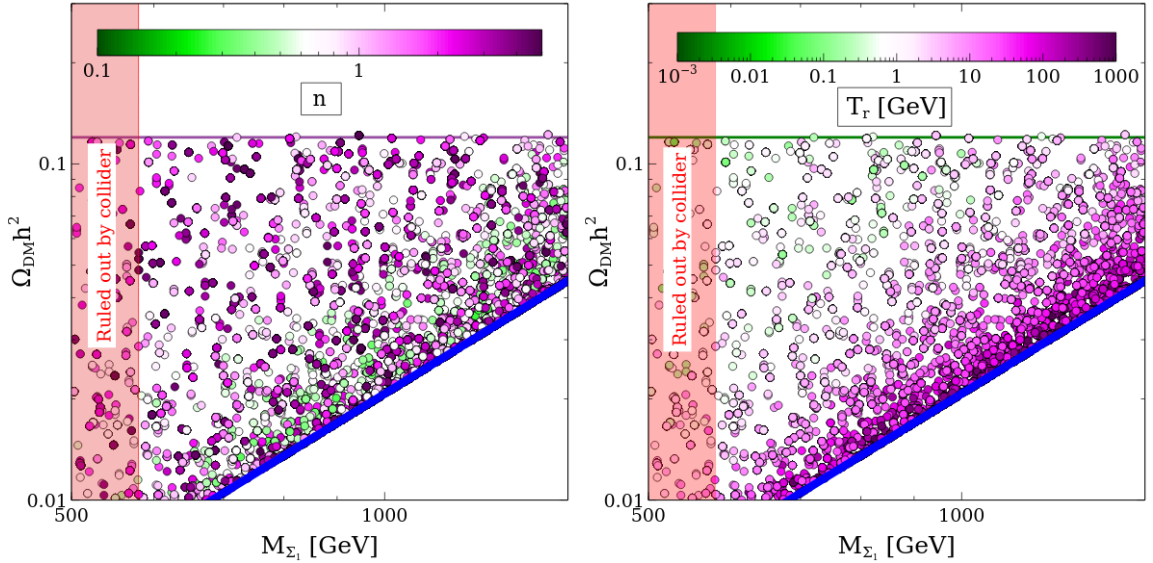 0.1 1
n
Ruled out by collider
0.1
0.01
Ω_DM h²
500 1000
M_Σ₁ [GeV]
10⁻³ 0.01 0.1 1 10 100 1000
T_r [GeV]
Ruled out by collider
0.1
0.01
Ω_DM h²
500 1000
M_Σ₁ [GeV]